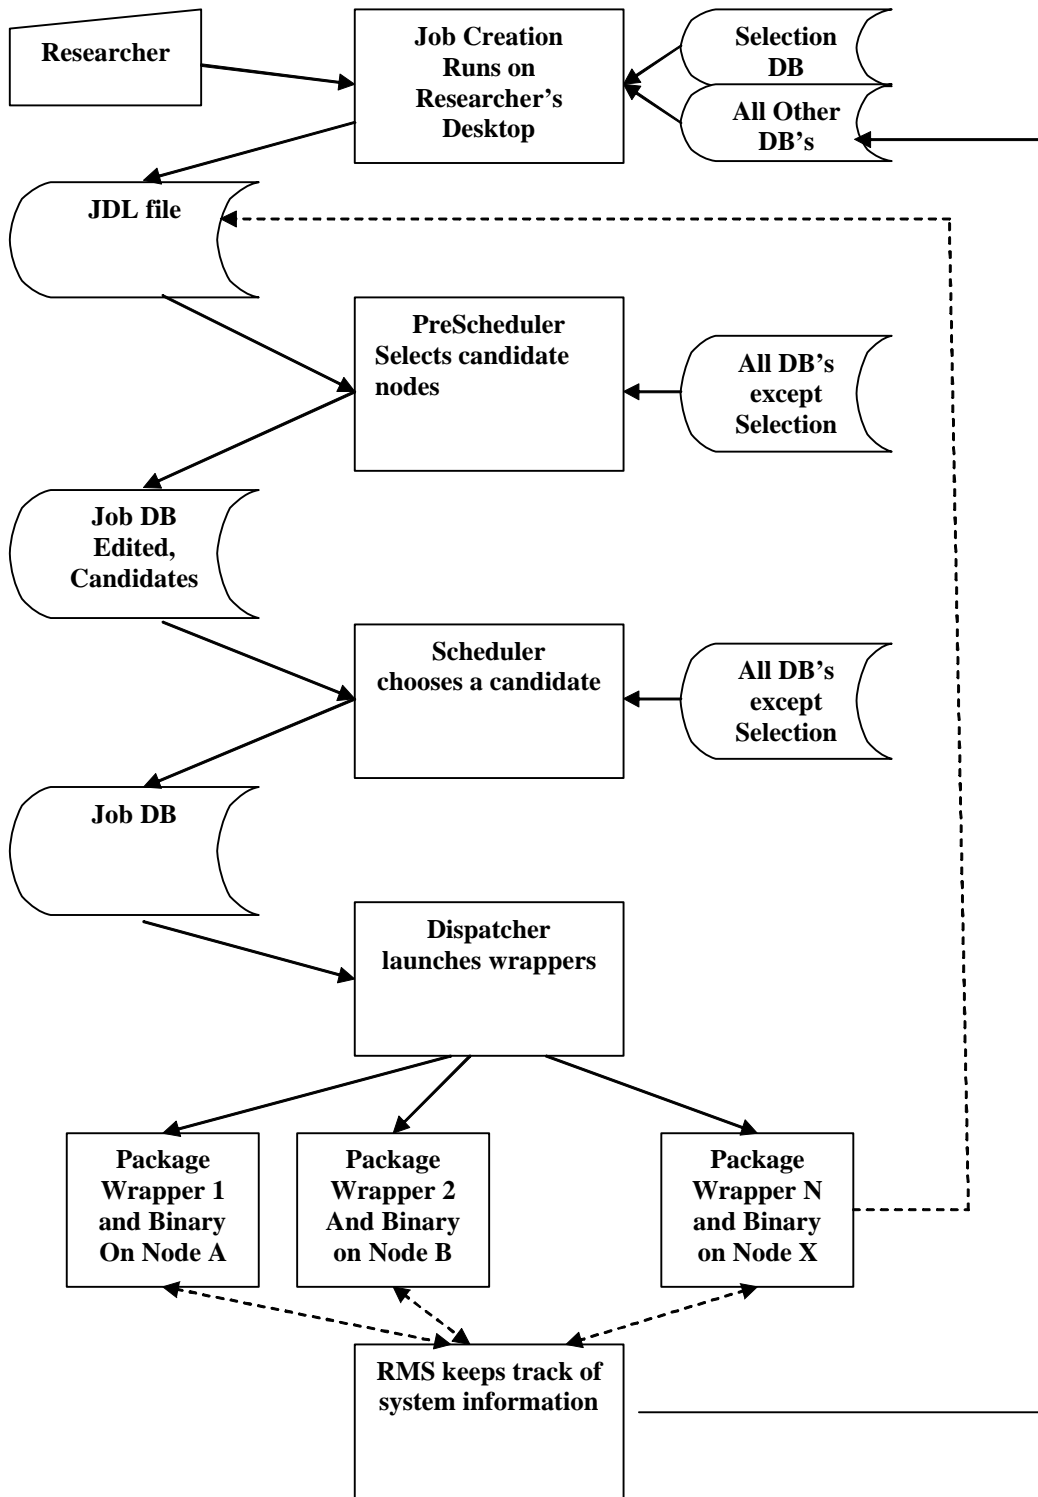 Researcher
Job Creation
Runs on
Researcher's
Desktop
Selection
DB
All Other
DB's
JDL file
PreScheduler
Selects candidate
nodes
All DB's
except
Selection
Job DB
Edited,
Candidates
Scheduler
chooses a candidate
All DB's
except
Selection
Job DB
Dispatcher
launches wrappers
Package
Wrapper 1
and Binary
On Node A
Package
Wrapper 2
And Binary
on Node B
Package
Wrapper N
and Binary
on Node X
RMS keeps track of
system information